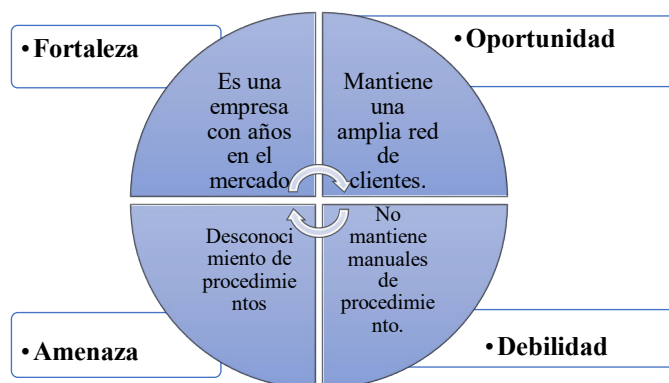 •Fortaleza
Es una
empresa
con años
en el
mercado
•Oportunidad
Mantiene
una
amplia red
de
clientes.
Desconoci
miento de
procedimie
ntos
•Amenaza
No
mantiene
manuales
de
procedimie
nto.
•Debilidad